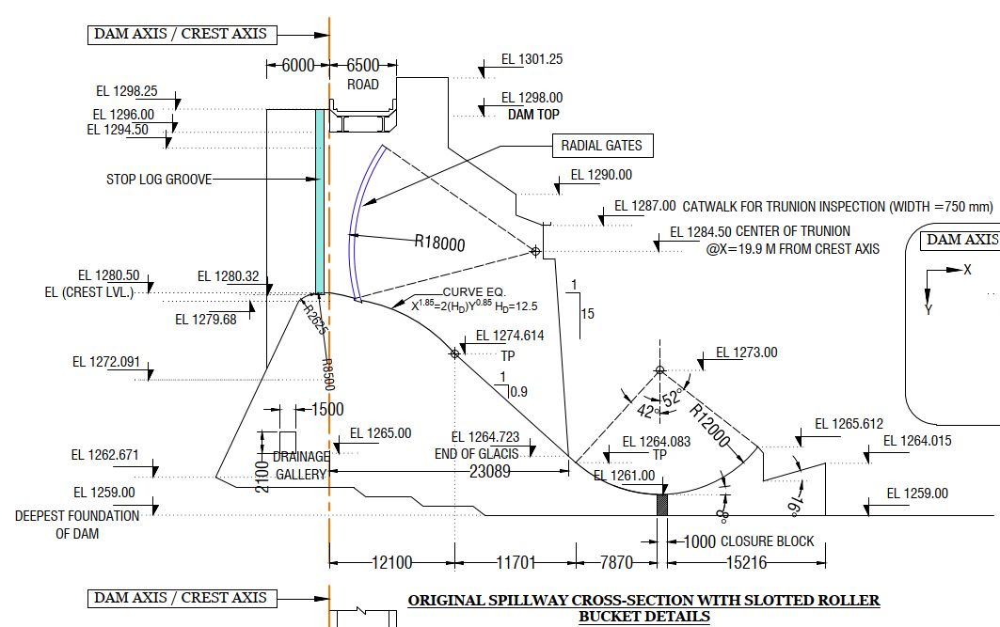 DAM AXIS / CREST AXIS
6000
6500
ROAD
EL 1301.25
EL 1298.25
EL 1298.00
DAM TOP
EL 1296.00
EL 1294.50
RADIAL GATES
STOP LOG GROOVE
EL 1290.00
EL 1287.00 CATWALK FOR TRUNION INSPECTION (WIDTH =750 mm)
EL 1284.50 CENTER OF TRUNION
@X=19.9 M FROM CREST AXIS
DAM AXIS
R18000
X
Y
EL 1280.50
EL (CREST LVL.)
EL 1280.32
CURVE EQ.
X1.85=2(HD)Y0.85 HD=12.5
1
15
EL 1279.68
R2625
R8500
EL 1274.614
TP
EL 1273.00
EL 1272.091
1
0.9
42°
52°
R12000
1500
EL 1265.00
EL 1264.723
END OF GLACIS
EL 1264.083
TP
EL 1265.612
EL 1264.015
EL 1262.671
2100
DRAINAGE
GALLERY
23089
EL 1261.00
EL 1259.00
DEEPEST FOUNDATION
OF DAM
8°
16°
EL 1259.00
1000 CLOSURE BLOCK
12100
11701
7870
15216
DAM AXIS / CREST AXIS
ORIGINAL SPILLWAY CROSS-SECTION WITH SLOTTED ROLLER
BUCKET DETAILS